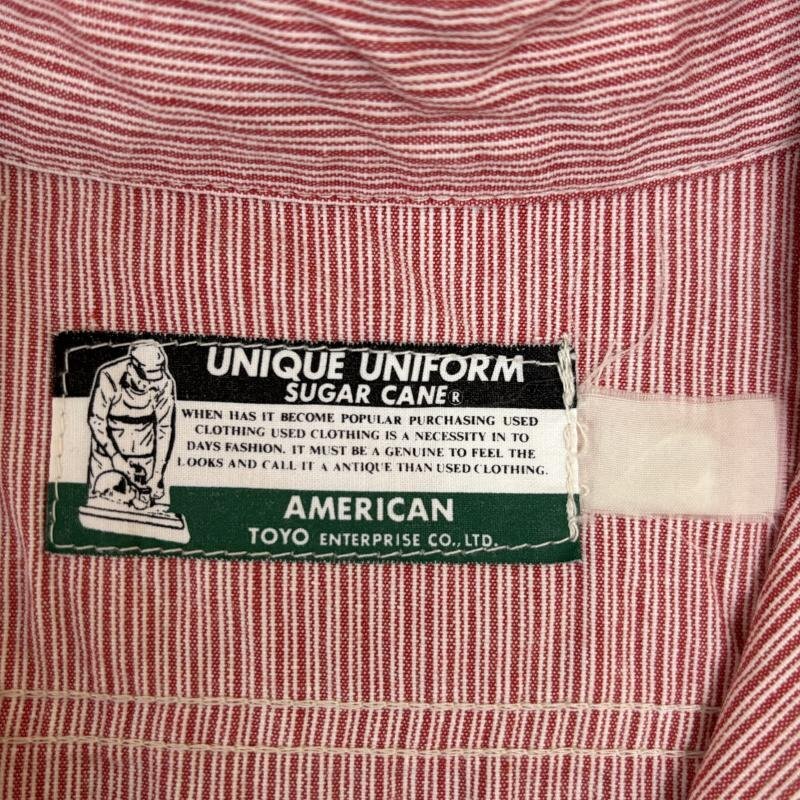 UNIQUE UNIFORM
SUGAR CANE®
WHEN HAS IT BECOME POPULAR PURCHASING USED
CLOTHING USED CLOTHING IS A NECESSITY IN TO
DAYS FASHION. IT MUST BE A GENUINE TO FEEL THE
LOOKS AND CALL IT A ANTIQUE THAN USED CLOTHING.
AMERICAN
TOYO ENTERPRISE CO., LTD.